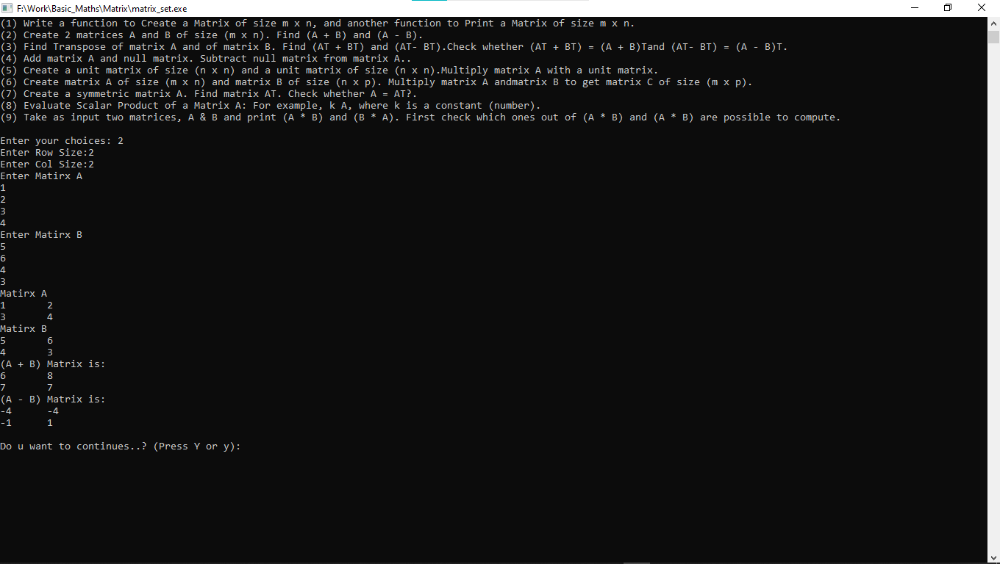 F:\Work\Basic_Maths\Matrix\matrix_set.exe
(1) Write a function to Create a Matrix of size m x n, and another function to Print a Matrix of size m x n.
(2) Create 2 matrices A and B of size (m x n). Find (A + B) and (A - B).
(3) Find Transpose of matrix A and of matrix B. Find (AT + BT) and (AT- BT).Check whether (AT + BT) = (A + B)Tand (AT- BT) = (A - B)T.
(4) Add matrix A and null matrix. Subtract null matrix from matrix A..
(5) Create a unit matrix of size (n x n) and a unit matrix of size (n x n).Multiply matrix A with a unit matrix.
(6) Create matrix A of size (m x n) and matrix B of size (n x p). Multiply matrix A andmatrix B to get matrix C of size (m x p).
(7) Create a symmetric matrix A. Find matrix AT. Check whether A = AT?.
(8) Evaluate Scalar Product of a Matrix A: For example, k A, where k is a constant (number).
(9) Take as input two matrices, A & B and print (A * B) and (B * A). First check which ones out of (A * B) and (A * B) are possible to compute.
Enter your choices: 2
Enter Row Size:2
Enter Col Size:2
Enter Matirx A
1
2
3
4
Enter Matirx B
5
6
4
3
Matirx A
1 2
3 4
Matirx B
5 6
4 3
(A + B) Matrix is:
6 8
7 7
(A - B) Matrix is:
-4 -4
-1 1
Do u want to continues..? (Press Y or y):